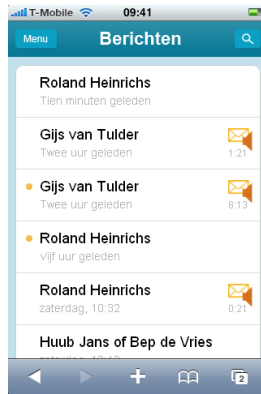 T-Mobile 09:41
Menu Berichten
Roland Heinrichs
Tien minuten geleden
Gijs van Tulder
Twee uur geleden 1:21
Gijs van Tulder
Twee uur geleden 8:13
Roland Heinrichs
Vijf uur geleden
Roland Heinrichs
zaterdag, 10:32 0:21
Huub Jans of Bep de Vries
2